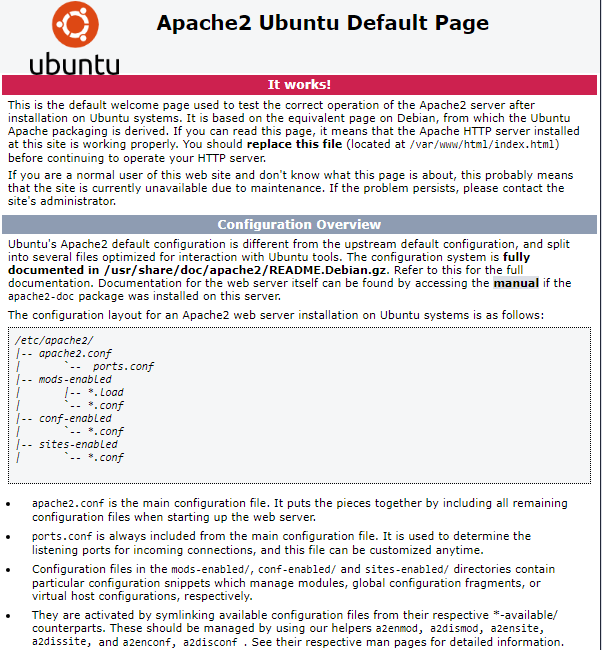 Apache2 Ubuntu Default Page
ubuntu
It works!
This is the default welcome page used to test the correct operation of the Apache2 server after
installation on Ubuntu systems. It is based on the equivalent page on Debian, from which the Ubuntu
Apache packaging is derived. If you can read this page, it means that the Apache HTTP server installed
at this site is working properly. You should replace this file (located at /var/www/html/index.html)
before continuing to operate your HTTP server.
If you are a normal user of this web site and don't know what this page is about, this probably means
that the site is currently unavailable due to maintenance. If the problem persists, please contact the
site's administrator.
Configuration Overview
Ubuntu's Apache2 default configuration is different from the upstream default configuration, and split
into several files optimized for interaction with Ubuntu tools. The configuration system is fully
documented in /usr/share/doc/apache2/README.Debian.gz. Refer to this for the full
documentation. Documentation for the web server itself can be found by accessing the manual if the
apache2-doc package was installed on this server.
The configuration layout for an Apache2 web server installation on Ubuntu systems is as follows:
/etc/apache2/
|-- apache2.conf
|       `--  ports.conf
|-- mods-enabled
|       |-- *.load
|       `-- *.conf
|-- conf-enabled
|       `-- *.conf
|-- sites-enabled
|       `-- *.conf
• apache2.conf is the main configuration file. It puts the pieces together by including all remaining
configuration files when starting up the web server.
• ports.conf is always included from the main configuration file. It is used to determine the
listening ports for incoming connections, and this file can be customized anytime.
• Configuration files in the mods-enabled/, conf-enabled/ and sites-enabled/ directories contain
particular configuration snippets which manage modules, global configuration fragments, or
virtual host configurations, respectively.
• They are activated by symlinking available configuration files from their respective *-available/
counterparts. These should be managed by using our helpers a2enmod, a2dismod, a2ensite,
a2dissite, and a2enconf, a2disconf . See their respective man pages for detailed information.